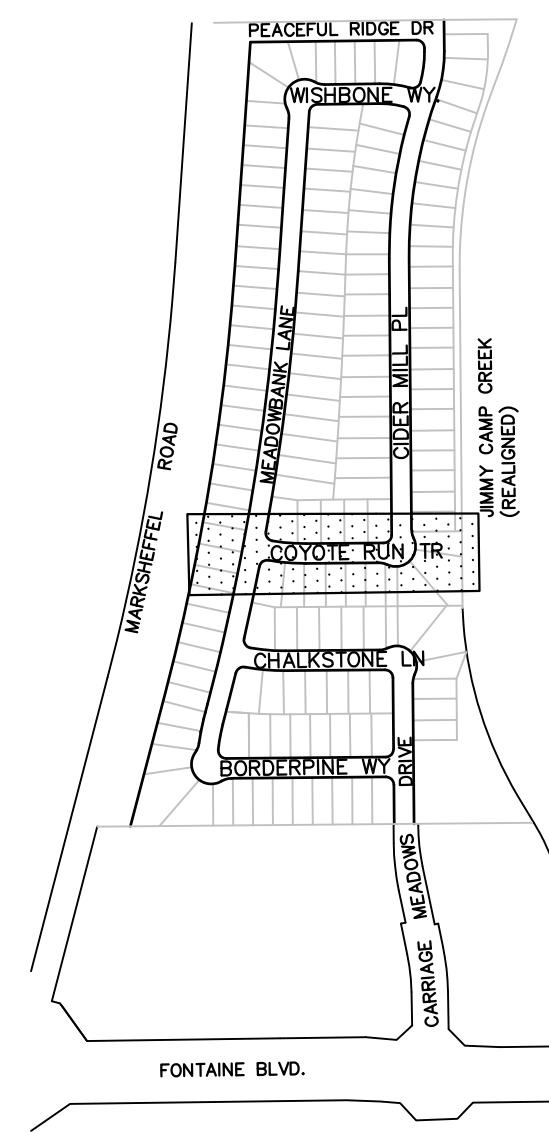 PEACEFUL RIDGE DR
WISHBONE WY.
MEADOWBANK LANE
CIDER MILL PL
JIMMY CAMP CREEK
(REALIGNED)
MARKSHEFFEL ROAD
COYOTE RUN TR
CHALKSTONE LN
BORDERPINE WY
CARRIAGE MEADOWS DRIVE
FONTAINE BLVD.